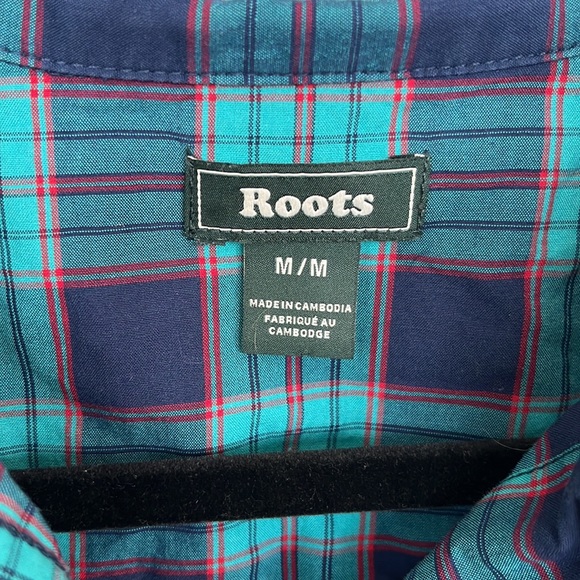 Roots
M/M
MADE IN CAMBODIA
FABRIQUÉ AU
CAMBODGE